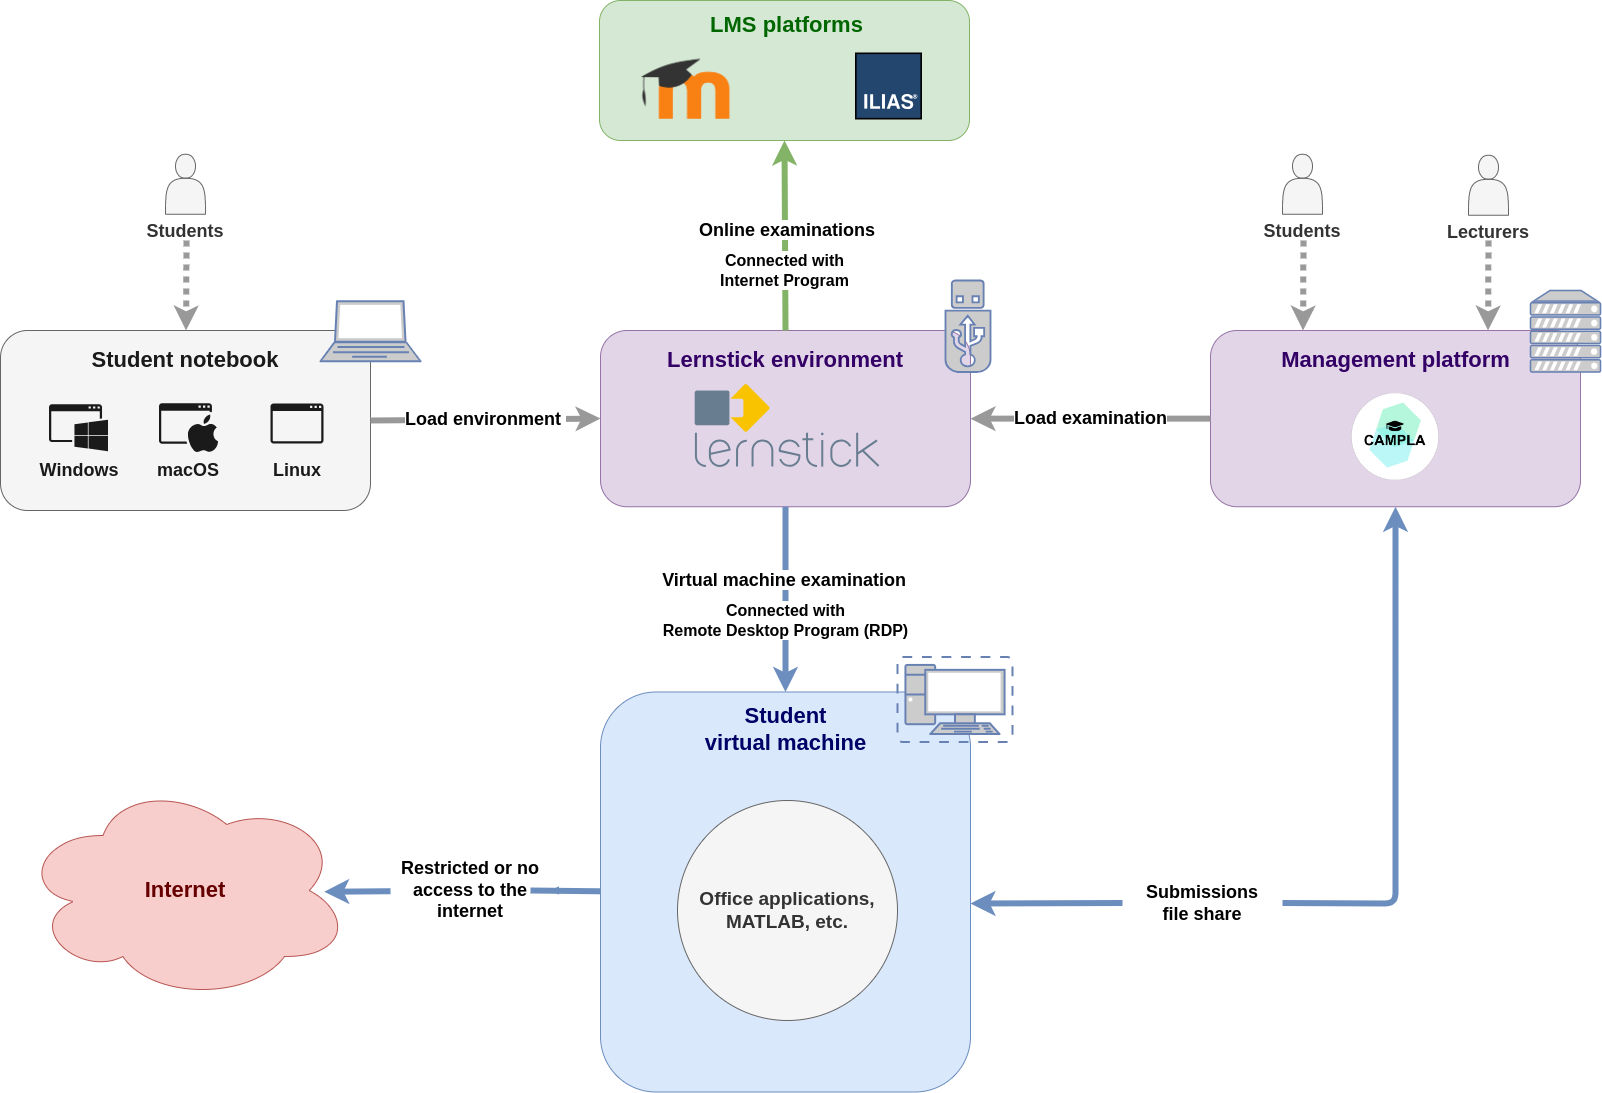 LMS platforms
m
ILIAS®
Students
Students
Lecturers
Online examinations
Connected with
Internet Program
Student notebook
Windows
macOS
Linux
Load environment
Lernstick environment
lernstick
Load examination
Management platform
CAMPLA
Virtual machine examination
Connected with
Remote Desktop Program (RDP)
Student
virtual machine
Office applications,
MATLAB, etc.
Internet
Restricted or no
access to the
internet
Submissions
file share